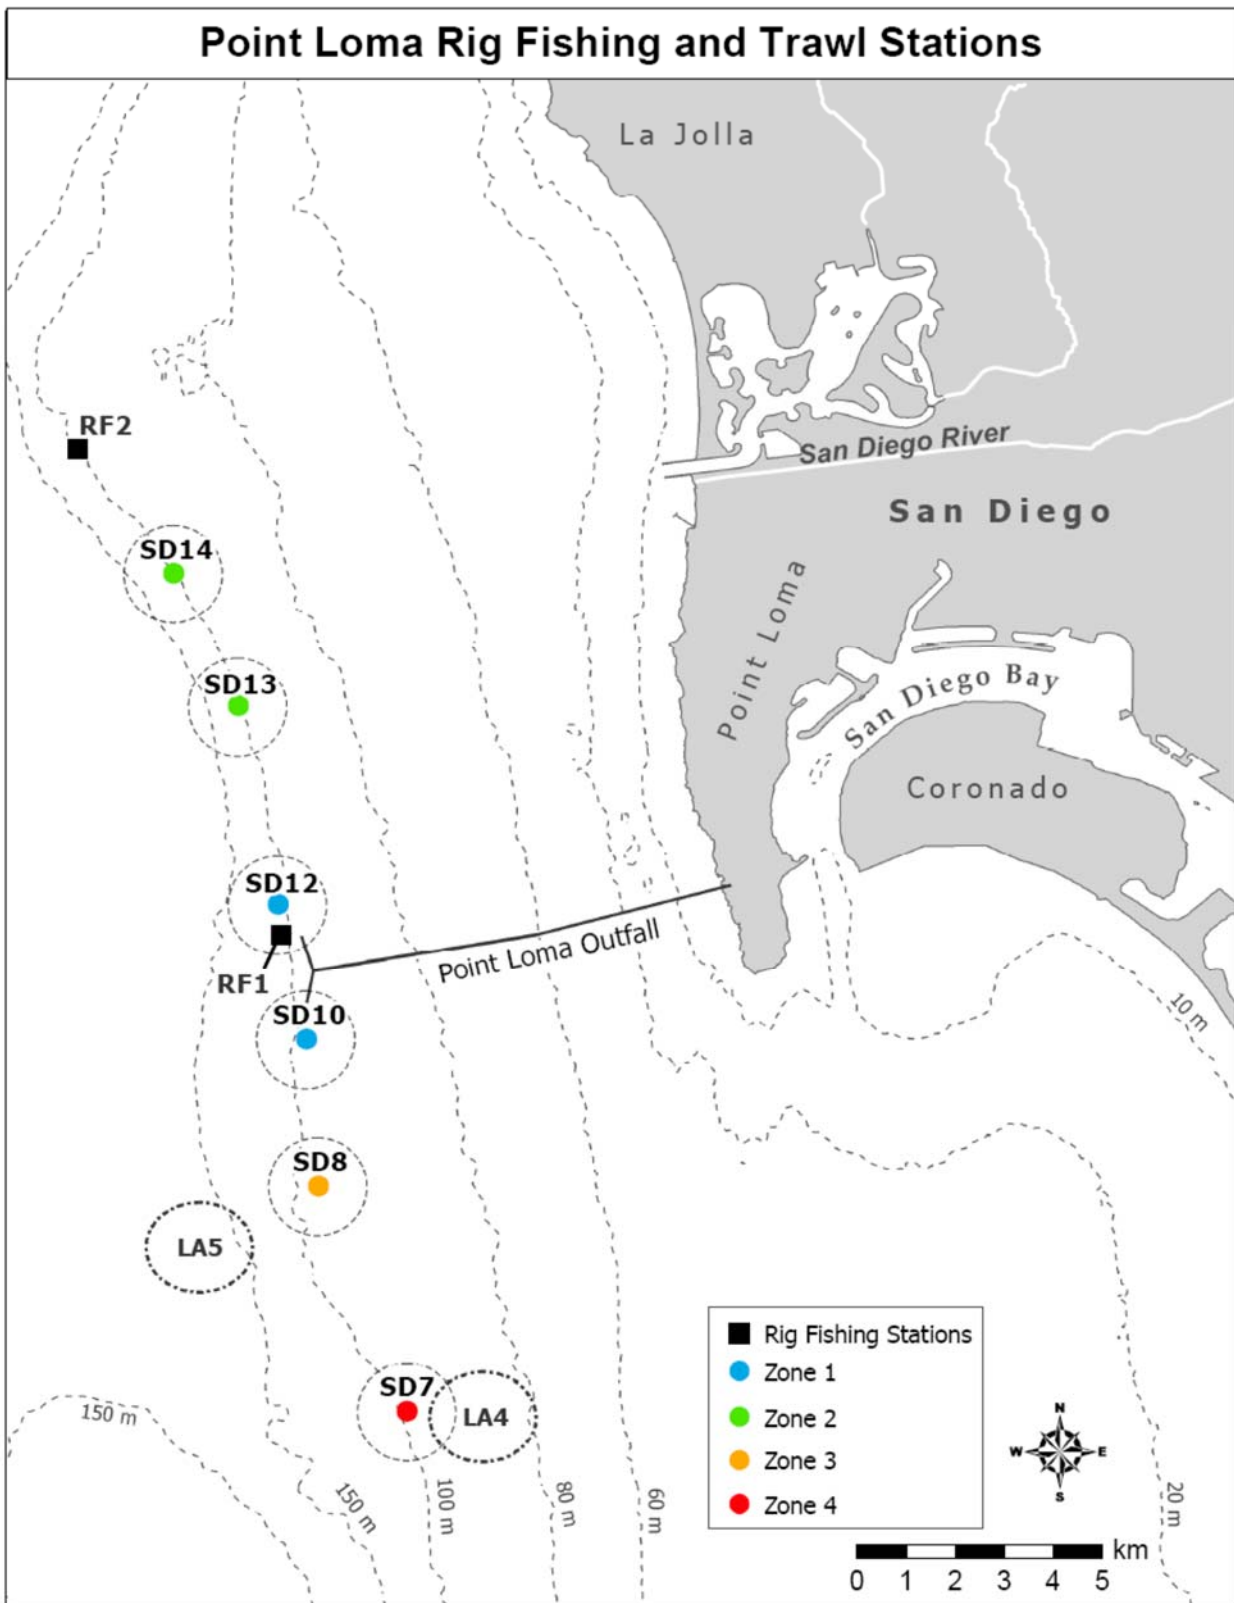 Point Loma Rig Fishing and Trawl Stations
La Jolla
RF2
San Diego River
San Diego
SD14
Point Loma
SD13
San Diego Bay
Coronado
SD12
Point Loma Outfall
RF1
SD10
10 m
SD8
LA5
SD7
LA4
150 m
150 m
100 m
80 m
60 m
20 m
Rig Fishing Stations
Zone 1
Zone 2
Zone 3
Zone 4
N
W E
S
km
0 1 2 3 4 5